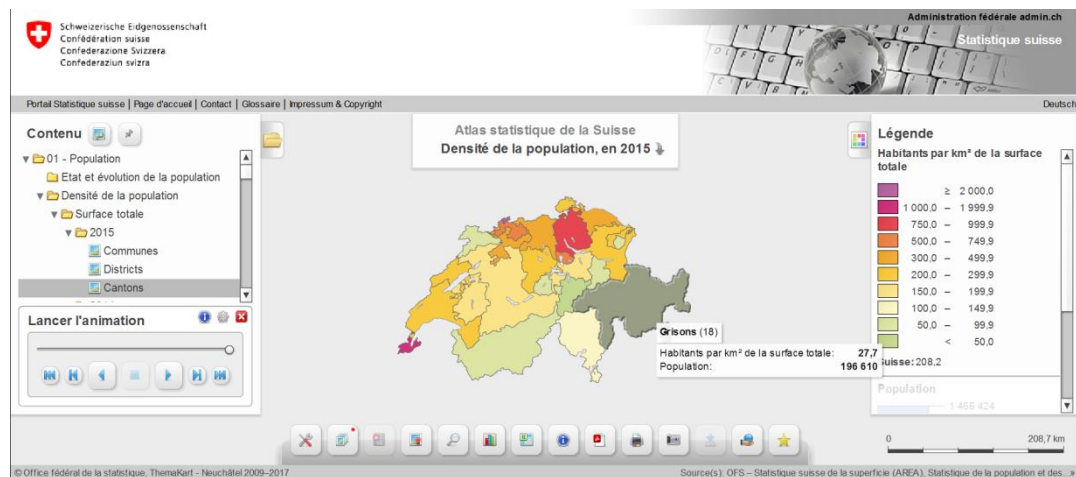 Schweizerische Eidgenossenschaft
Confédération suisse
Confederazione Svizzera
Confederaziun svizra
Administration fédérale admin.ch
Statistique suisse
Portail Statistique suisse | Page d'accueil | Contact | Glossaire | Impressum & Copyright
Deutsch
Contenu
01 - Population
Etat et évolution de la population
Densité de la population
Surface totale
2015
Communes
Districts
Cantons
Lancer l'animation
Atlas statistique de la Suisse
Densité de la population, en 2015
Grisons (18)
Habitants par km² de la surface totale: 27,7
Population: 196 610
Légende
Habitants par km² de la surface
totale
≥ 2 000,0
1 000,0 – 1 999,9
750,0 – 999,9
500,0 – 749,9
300,0 – 499,9
200,0 – 299,9
150,0 – 199,9
100,0 – 149,9
50,0 – 99,9
< 50,0
Suisse: 208,2
Population
1 466 424
0 208,7 km
© Office fédéral de la statistique, ThemaKart - Neuchâtel 2009–2017
Source(s): OFS – Statistique suisse de la superficie (AREA), Statistique de la population et des...»